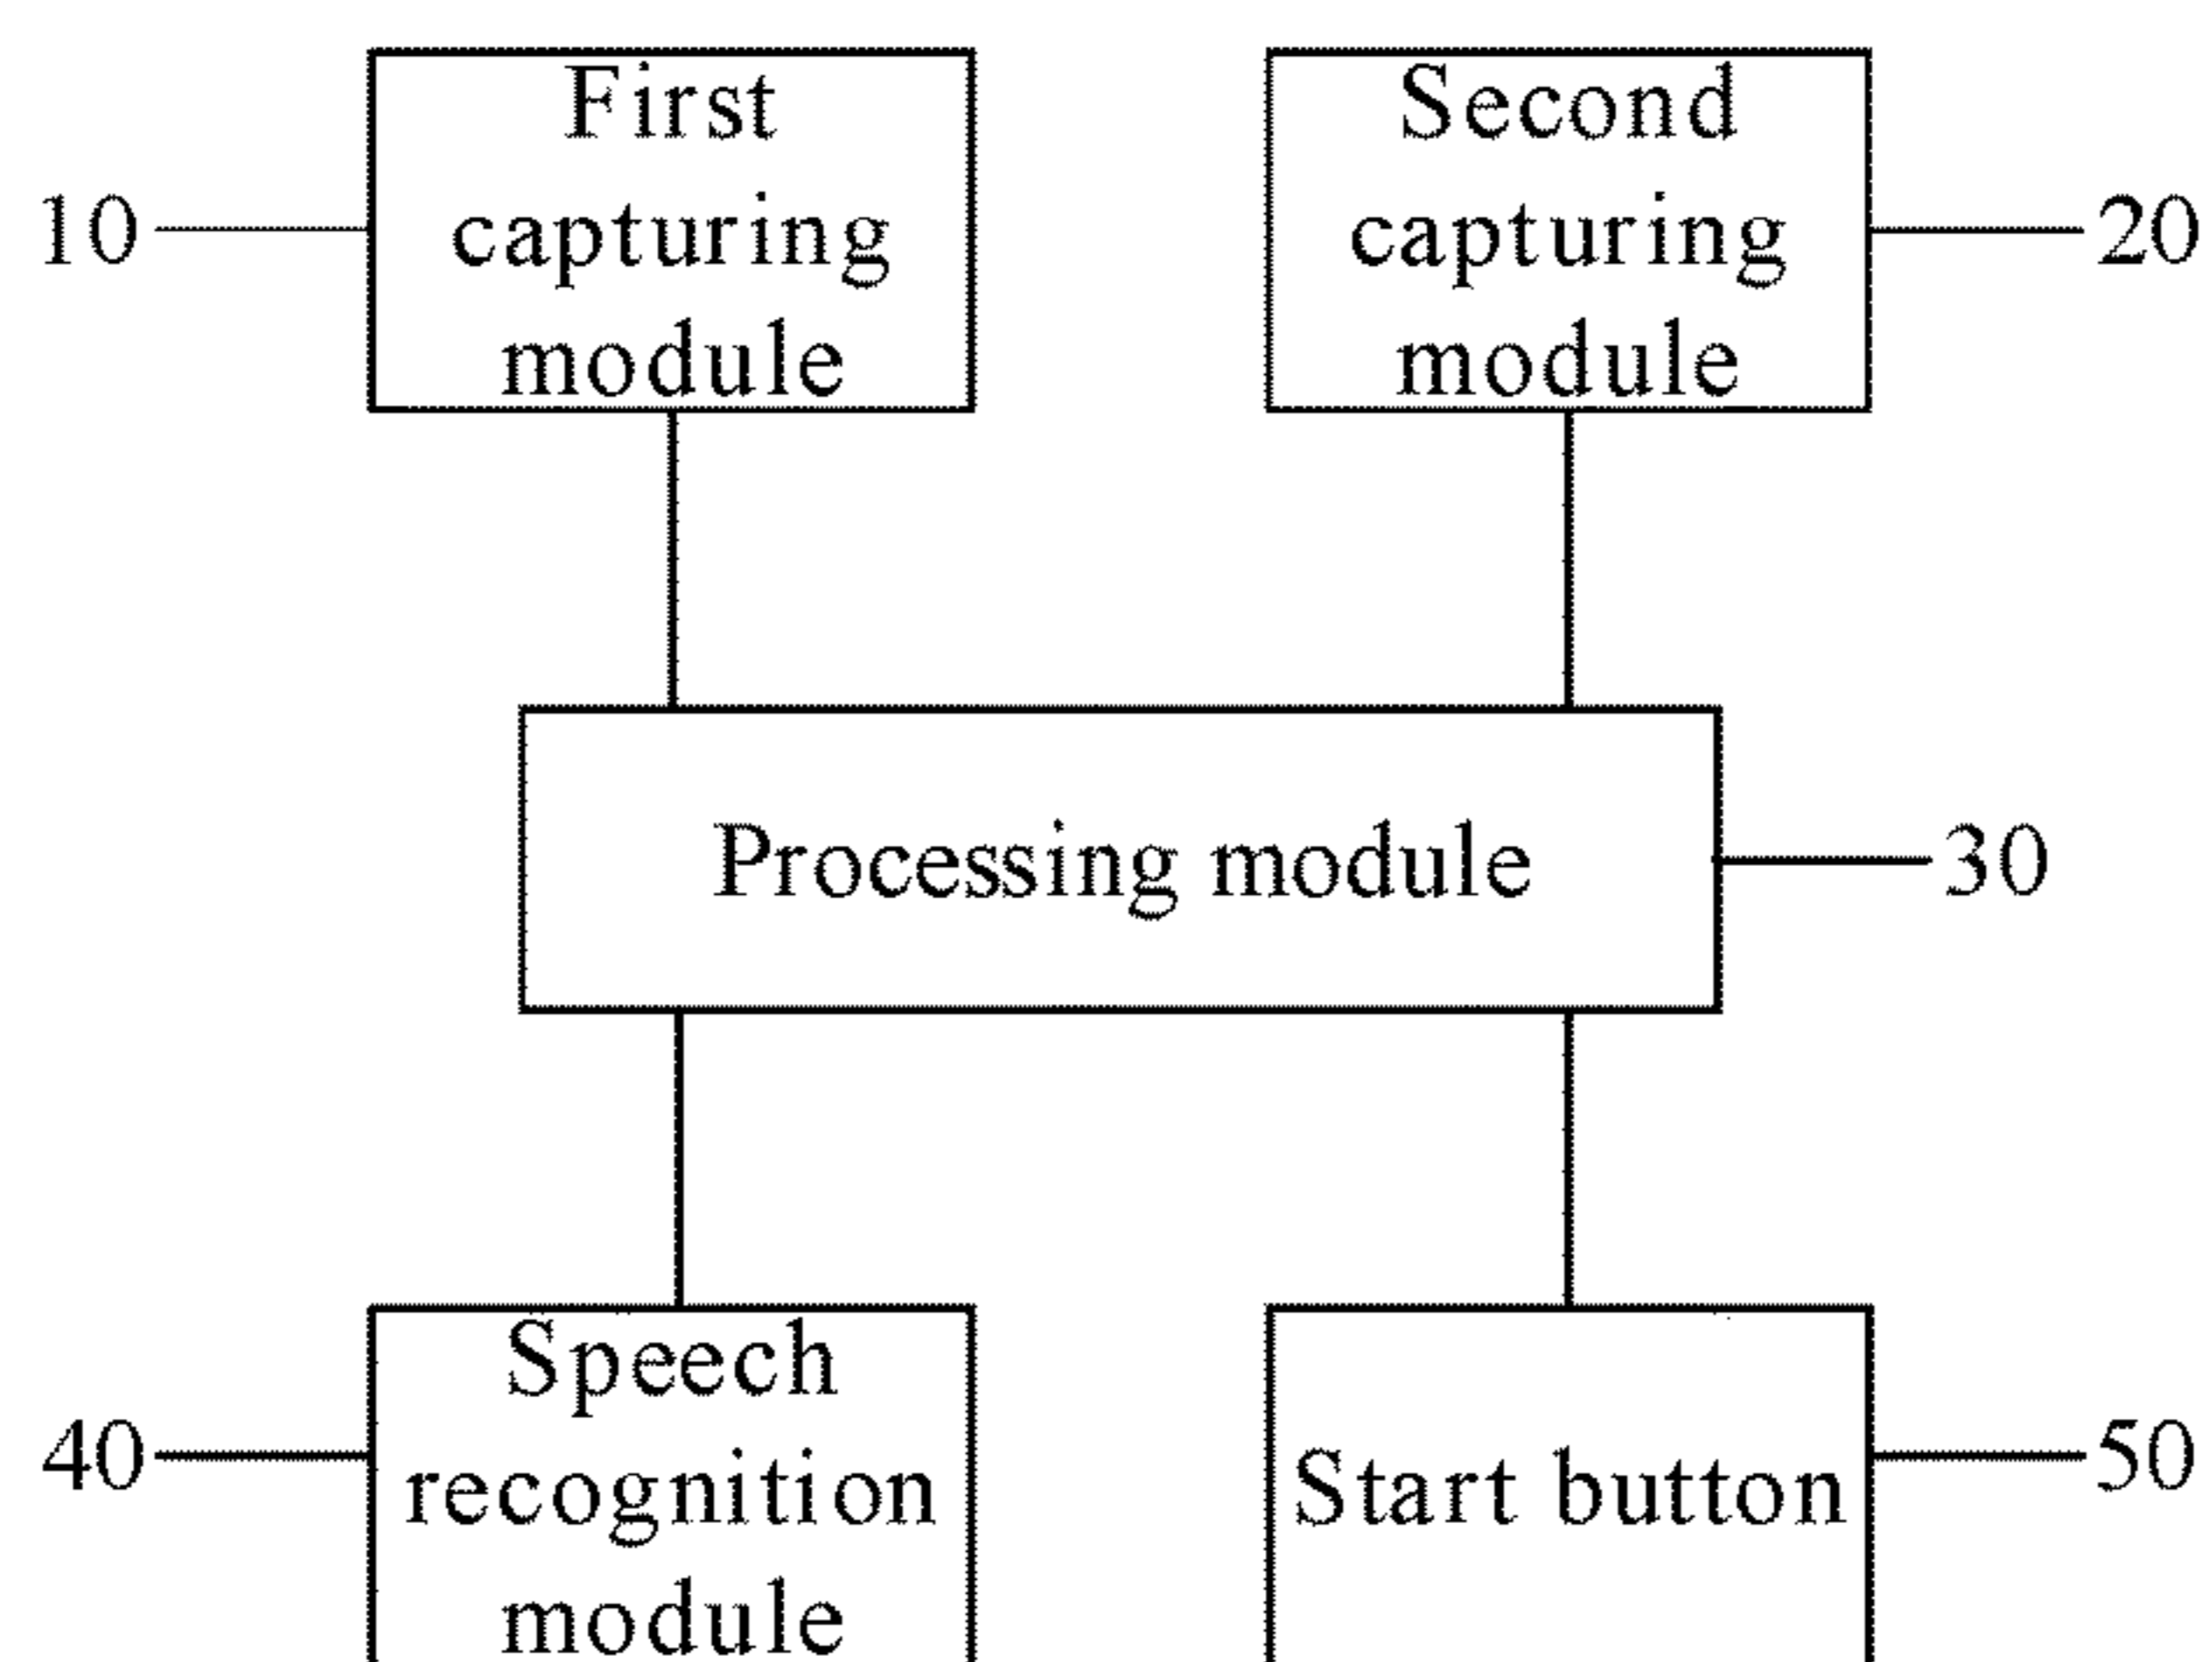 First
capturing
module
10
Second
capturing
module
20
Processing module
30
Speech
recognition
module
40
Start button
50